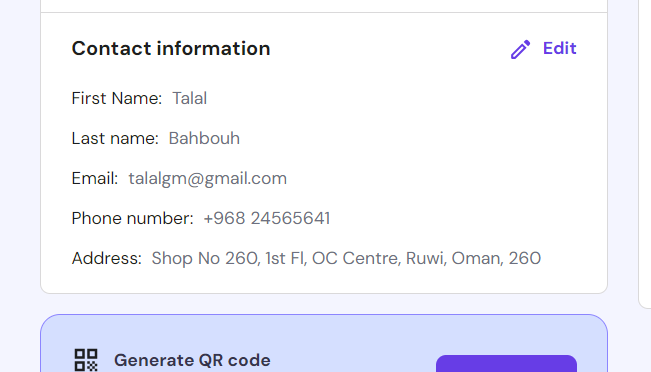 Contact information
Edit
First Name: Talal
Last name: Bahbouh
Email: talalgm@gmail.com
Phone number: +968 24565641
Address: Shop No 260, 1st Fl, OC Centre, Ruwi, Oman, 260
Generate QR code